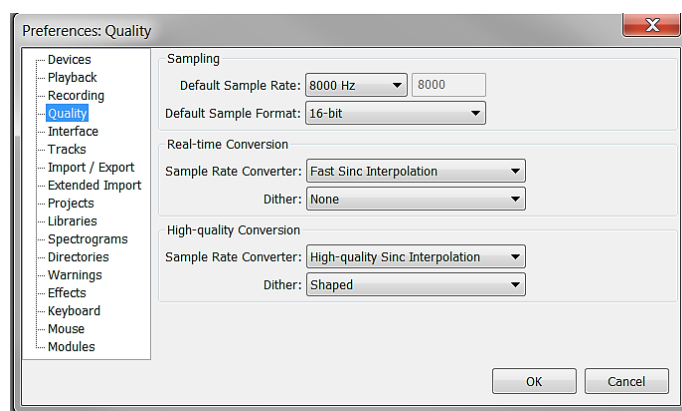 Preferences: Quality
Devices
Playback
Recording
Quality
Interface
Tracks
Import / Export
Extended Import
Projects
Libraries
Spectrograms
Directories
Warnings
Effects
Keyboard
Mouse
Modules
Sampling
Default Sample Rate: 8000 Hz 8000
Default Sample Format: 16-bit
Real-time Conversion
Sample Rate Converter: Fast Sinc Interpolation
Dither: None
High-quality Conversion
Sample Rate Converter: High-quality Sinc Interpolation
Dither: Shaped
OK Cancel